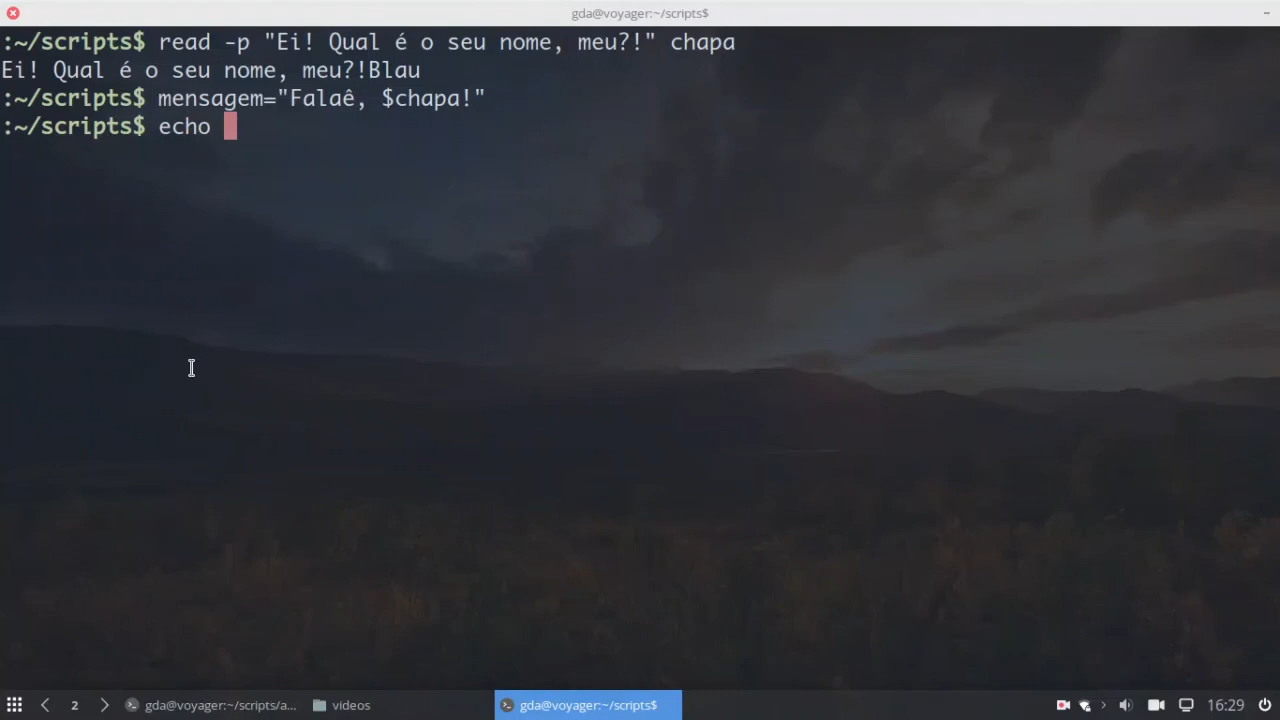 gda@voyager:~/scripts$
:~/scripts$ read -p "Ei! Qual é o seu nome, meu?!" chapa
Ei! Qual é o seu nome, meu?!Blau
:~/scripts$ mensagem="Falaê, $chapa!"
:~/scripts$ echo
2 gda@voyager:~/scripts/a... videos gda@voyager:~/scripts$ 16:29